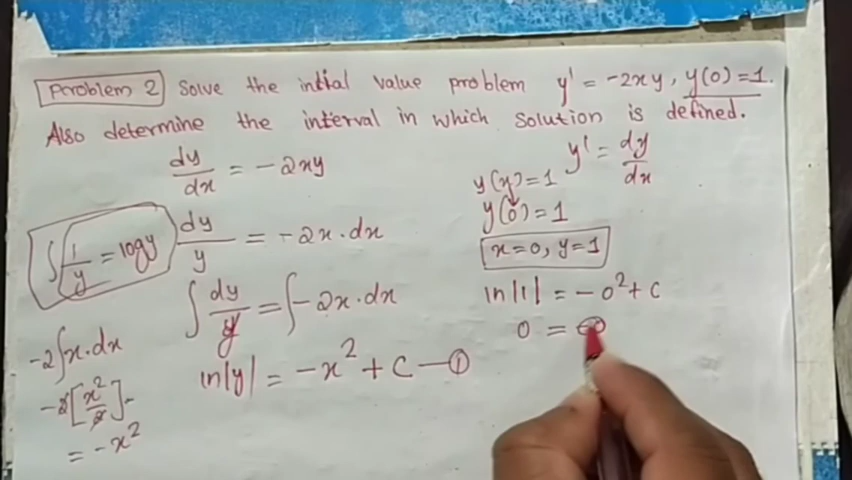 Problem 2 Solve the initial value problem y' = -2xy, y(0)=1.
Also determine the interval in which solution is defined.
dy/dx = -2xy
y' = dy/dx
y(x)=1
y(0)=1
x=0, y=1
∫ 1/y = logy
dy/y = -2x·dx
∫ dy/y = ∫ -2x·dx
ln|y| = -x² + C —①
-2∫x·dx
-2[x²/2]
= -x²
ln|1| = -0² + C
0 =